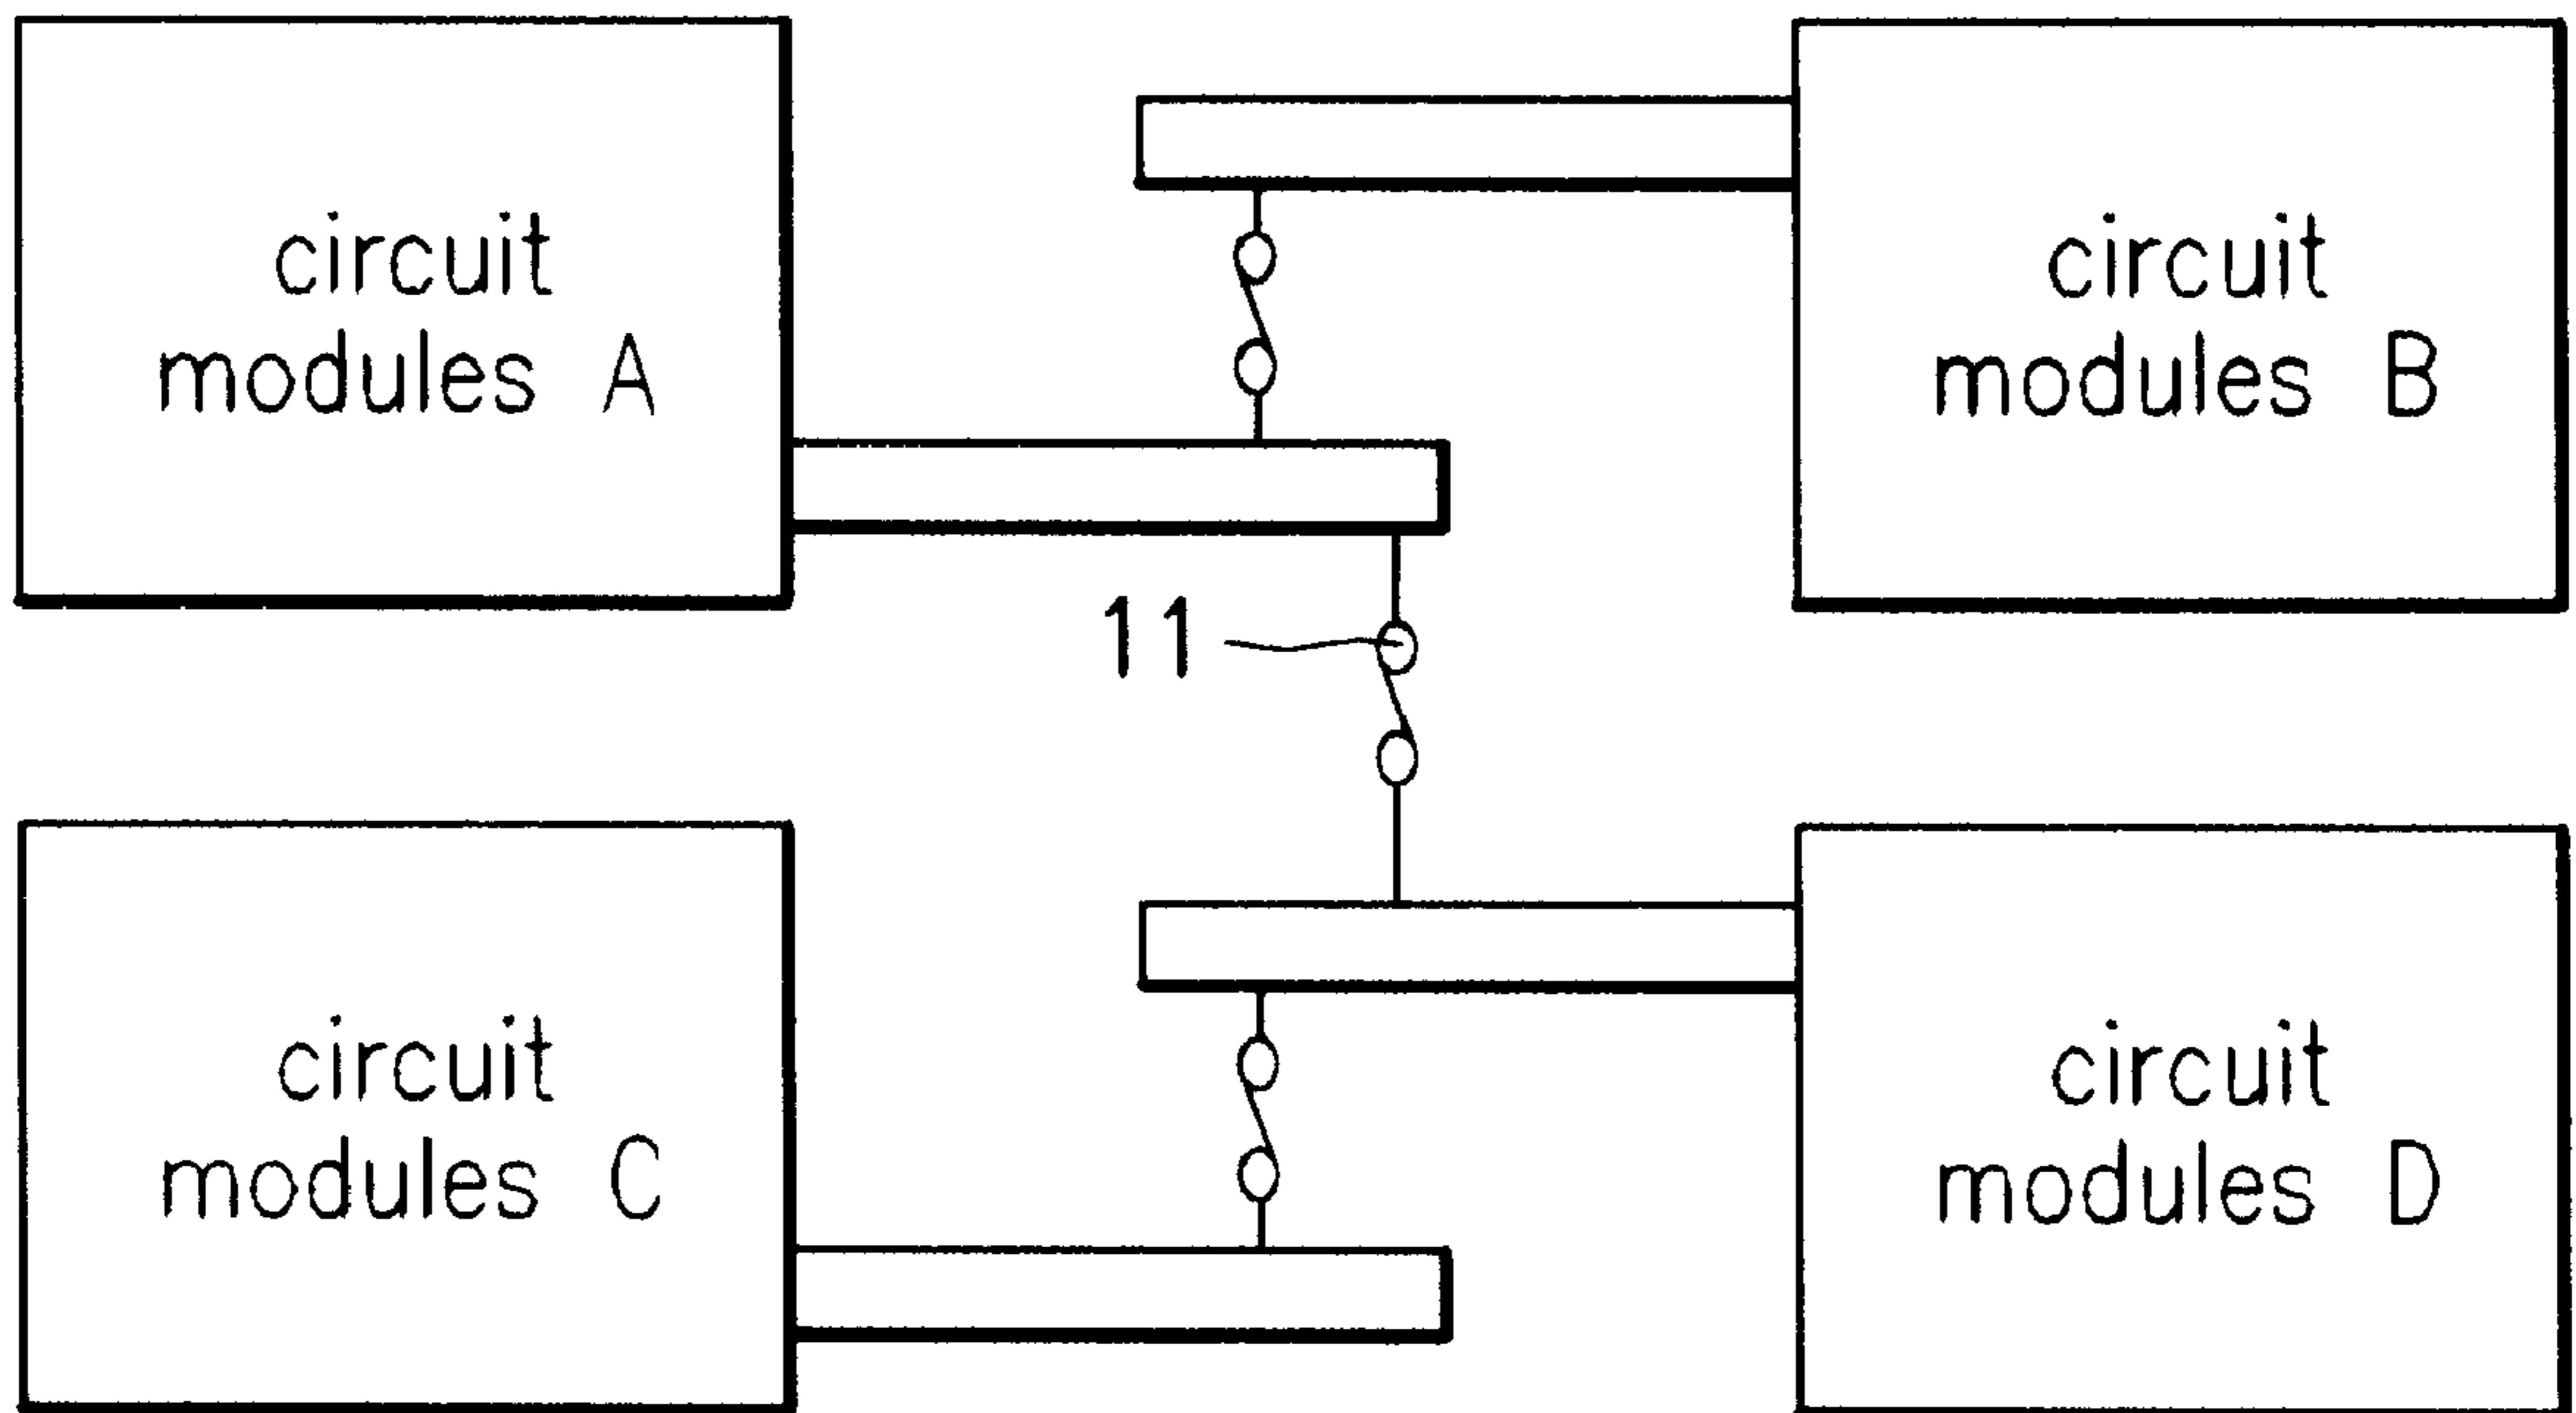 circuit
modules A
circuit
modules B
11
circuit
modules C
circuit
modules D